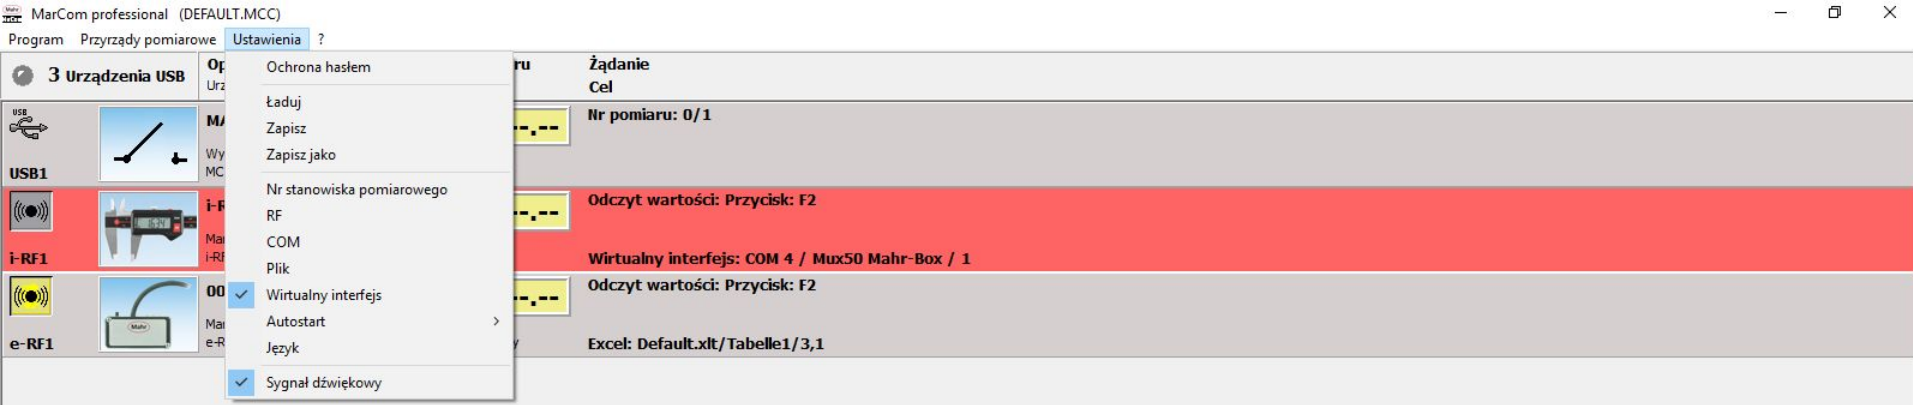 MarCom professional (DEFAULT.MCC)
Program Przyrządy pomiarowe Ustawienia ?
3 Urządzenia USB
Żądanie
Cel
Ochrona hasłem
Ładuj
Zapisz
Zapisz jako
Nr stanowiska pomiarowego
RF
COM
Plik
Wirtualny interfejs
Autostart
Język
Sygnał dźwiękowy
USB
USB1
Nr pomiaru: 0/1
i-RF1
Odczyt wartości: Przycisk: F2
Wirtualny interfejs: COM 4 / Mux50 Mahr-Box / 1
Mahr
e-RF1
Odczyt wartości: Przycisk: F2
Excel: Default.xlt/Tabelle1/3,1